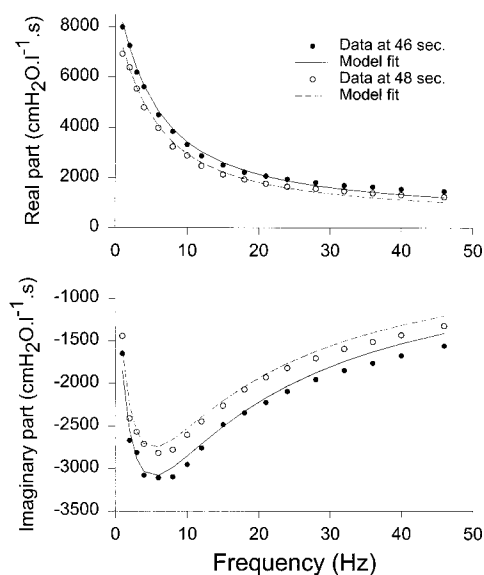 Data at 46 sec.
Model fit
Data at 48 sec.
Model fit
Real part (cmH2O.l-1.s)
8000
6000
4000
2000
0
0 10 20 30 40 50
Imaginary part (cmH2O.l-1.s)
-1000
-1500
-2000
-2500
-3000
-3500
0 10 20 30 40 50
Frequency (Hz)